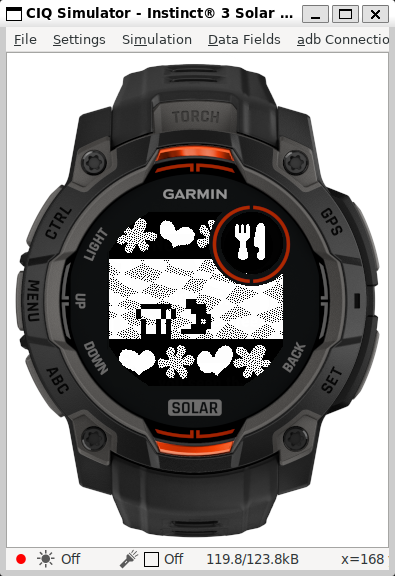 CIQ Simulator - Instinct® 3 Solar ...
File Settings Simulation Data Fields adb Connectio
TORCH
GARMIN
CTRL
GPS
LIGHT
MENU
UP
DOWN
BACK
ABC
SET
SOLAR
Off Off 119.8/123.8kB x=168